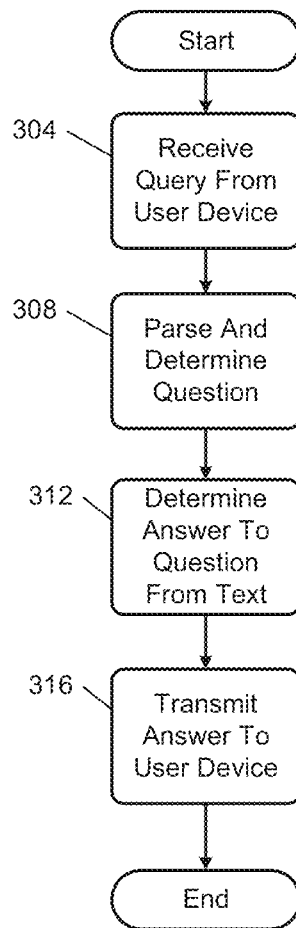 Start
304
Receive
Query From
User Device
308
Parse And
Determine
Question
312
Determine
Answer To
Question
From Text
316
Transmit
Answer To
User Device
End